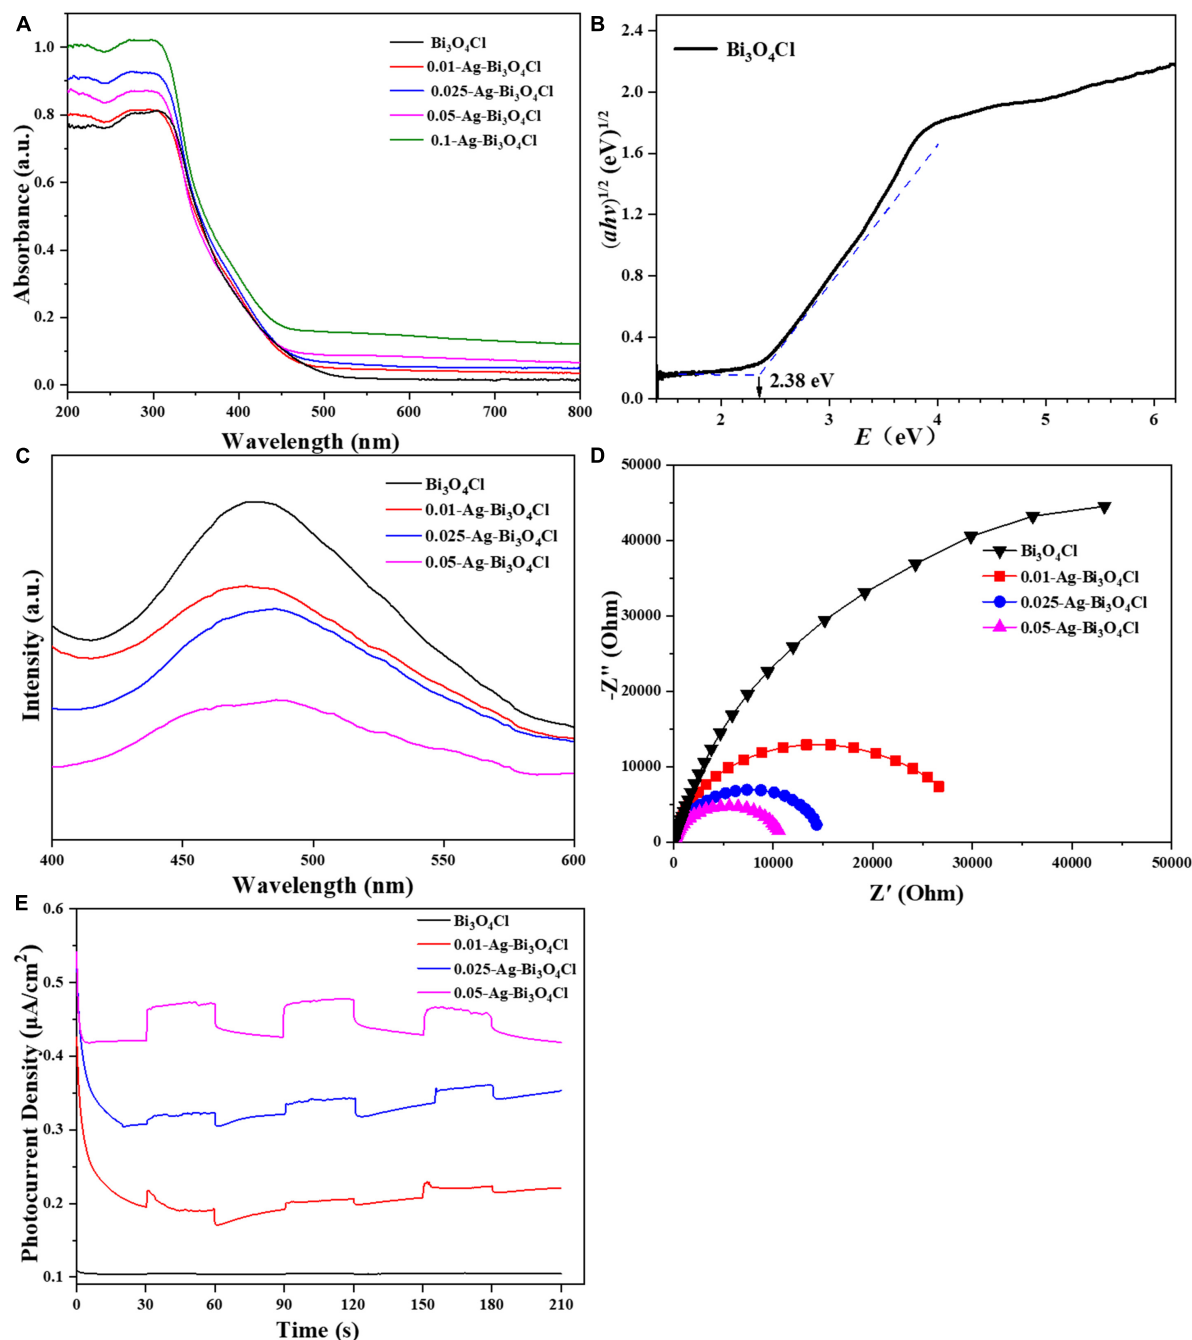 A
1.0
0.8
0.6
0.4
0.2
0.0
Absorbance (a.u.)
Bi₃O₄Cl
0.01-Ag-Bi₃O₄Cl
0.025-Ag-Bi₃O₄Cl
0.05-Ag-Bi₃O₄Cl
0.1-Ag-Bi₃O₄Cl
200 300 400 500 600 700 800
Wavelength (nm)
B
2.4
2.0
1.6
1.2
0.8
0.4
0.0
(ahv)^1/2 (eV)^1/2
Bi₃O₄Cl
2.38 eV
2 3 4 5 6
E (eV)
C
Intensity (a.u.)
Bi₃O₄Cl
0.01-Ag-Bi₃O₄Cl
0.025-Ag-Bi₃O₄Cl
0.05-Ag-Bi₃O₄Cl
400 450 500 550 600
Wavelength (nm)
D
50000
40000
30000
20000
10000
0
-Z'' (Ohm)
Bi₃O₄Cl
0.01-Ag-Bi₃O₄Cl
0.025-Ag-Bi₃O₄Cl
0.05-Ag-Bi₃O₄Cl
0 10000 20000 30000 40000 50000
Z′ (Ohm)
E
0.6
0.5
0.4
0.3
0.2
0.1
Photocurrent Density (μA/cm²)
Bi₃O₄Cl
0.01-Ag-Bi₃O₄Cl
0.025-Ag-Bi₃O₄Cl
0.05-Ag-Bi₃O₄Cl
0 30 60 90 120 150 180 210
Time (s)